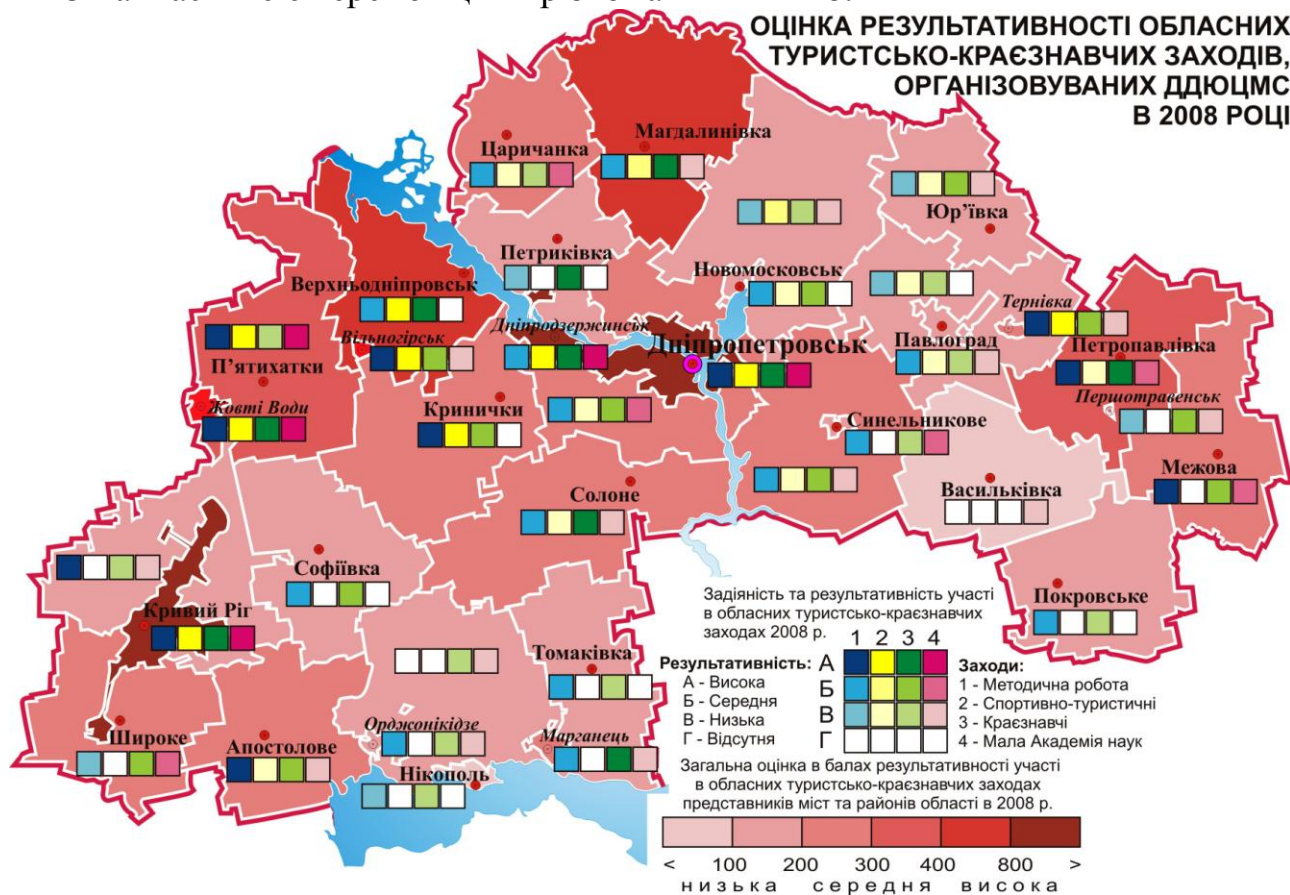 ОЦІНКА РЕЗУЛЬТАТИВНОСТІ ОБЛАСНИХ
ТУРИСТСЬКО-КРАЄЗНАВЧИХ ЗАХОДІВ,
ОРГАНІЗОВУВАНИХ ДДЮЦМС
В 2008 РОЦІ
Царичанка
Магдалинівка
Юр'ївка
Петриківка
Новомосковськ
Верхньодніпровськ
Тернівка
Вільногірськ
Дніпродзержинськ
Дніпропетровськ
Павлоград
Петропавлівка
П'ятихатки
Першотравенськ
Жовті Води
Кринички
Синельникове
Межова
Солоне
Васильківка
Софіївка
Покровське
Кривий Ріг
Томаківка
Орджонікідзе
Марганець
Широке
Апостолове
Нікополь
Задіяність та результативність участі
в обласних туристсько-краєзнавчих
заходах 2008 р.
1 2 3 4
Результативність:
А - Висока
Б - Середня
В - Низька
Г - Відсутня
А
Б
В
Г
Заходи:
1 - Методична робота
2 - Спортивно-туристичні
3 - Краєзнавчі
4 - Мала Академія наук
Загальна оцінка в балах результативності участі
в обласних туристсько-краєзнавчих заходах
представників міст та районів області в 2008 р.
< 100 200 300 400 800 >
низька середня висока